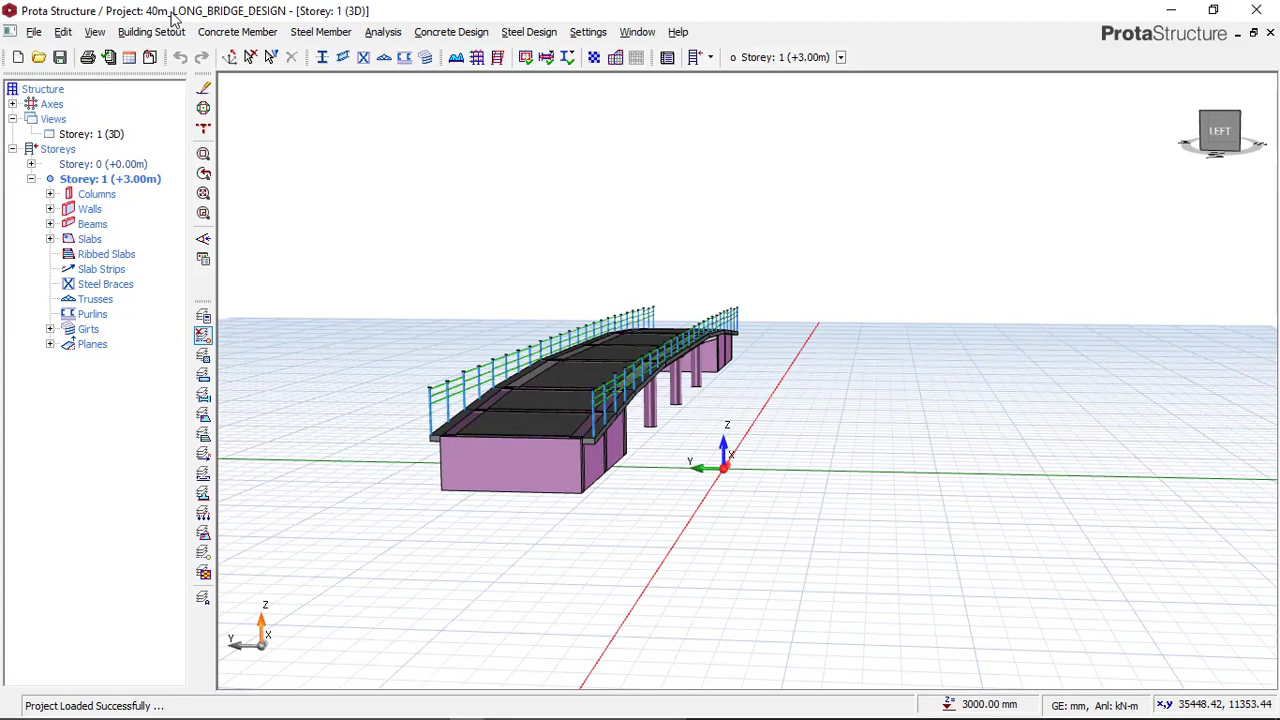 Prota Structure / Project: 40m_LONG_BRIDGE_DESIGN - [Storey: 1 (3D)]
File Edit View Building Setout Concrete Member Steel Member Analysis Concrete Design Steel Design Settings Window Help
ProtaStructure
Storey: 1 (+3.00m)
Structure
Axes
Views
Storey: 1 (3D)
Storeys
Storey: 0 (+0.00m)
Storey: 1 (+3.00m)
Columns
Walls
Beams
Slabs
Ribbed Slabs
Slab Strips
Steel Braces
Trusses
Purlins
Girts
Planes
LEFT
Z
Y
X
Z
Y
X
Project Loaded Successfully ...
Z=
3000.00 mm
GE: mm, Anl: kN-m
x,y 35448.42, 11353.44